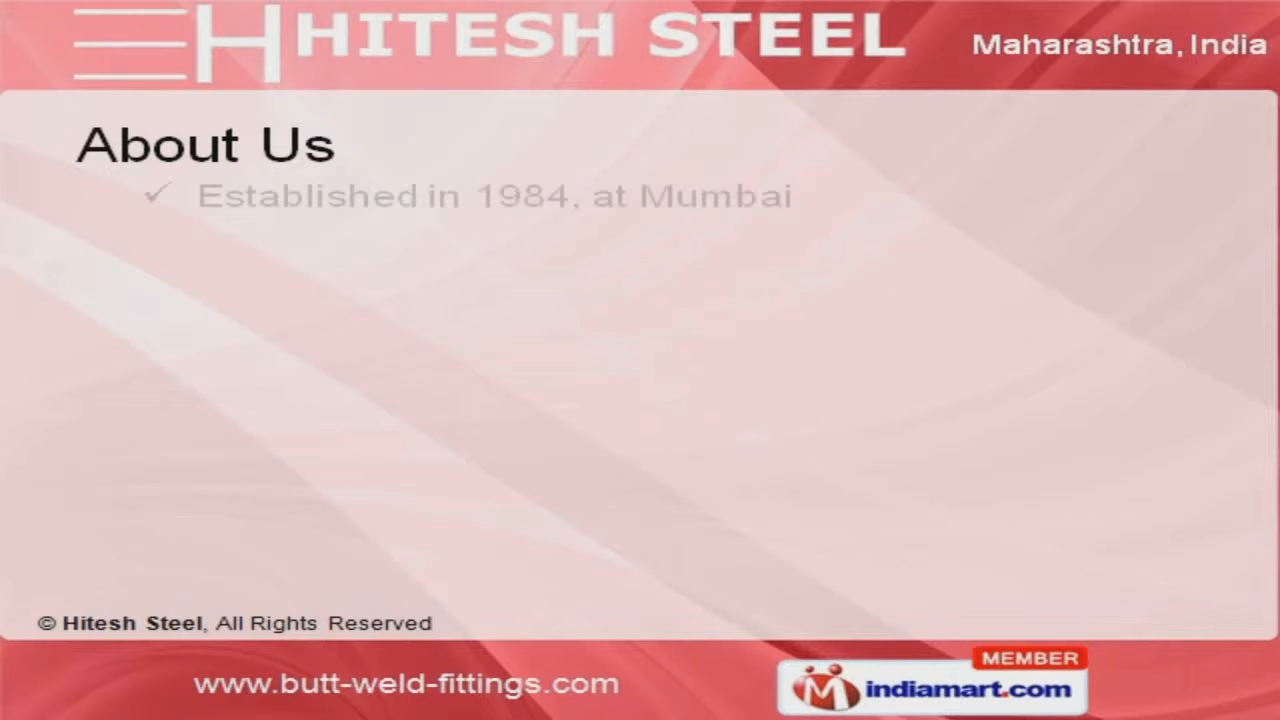 H HITESH STEEL
Maharashtra, India
About Us
✓ Established in 1984, at Mumbai
© Hitesh Steel, All Rights Reserved
www.butt-weld-fittings.com
MEMBER
M indiamart.com